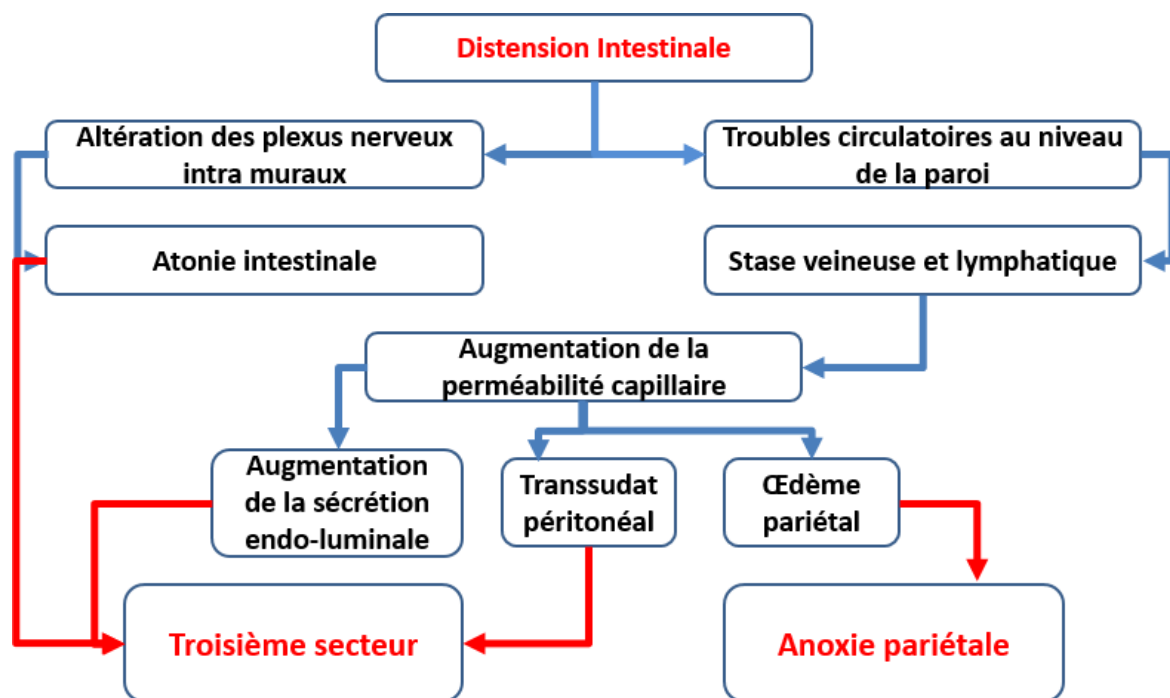 Distension Intestinale
Altération des plexus nerveux
intra muraux
Troubles circulatoires au niveau
de la paroi
Atonie intestinale
Stase veineuse et lymphatique
Augmentation de la
perméabilité capillaire
Augmentation
de la sécrétion
endo-luminale
Transsudat
péritonéal
Œdème
pariétal
Troisième secteur
Anoxie pariétale